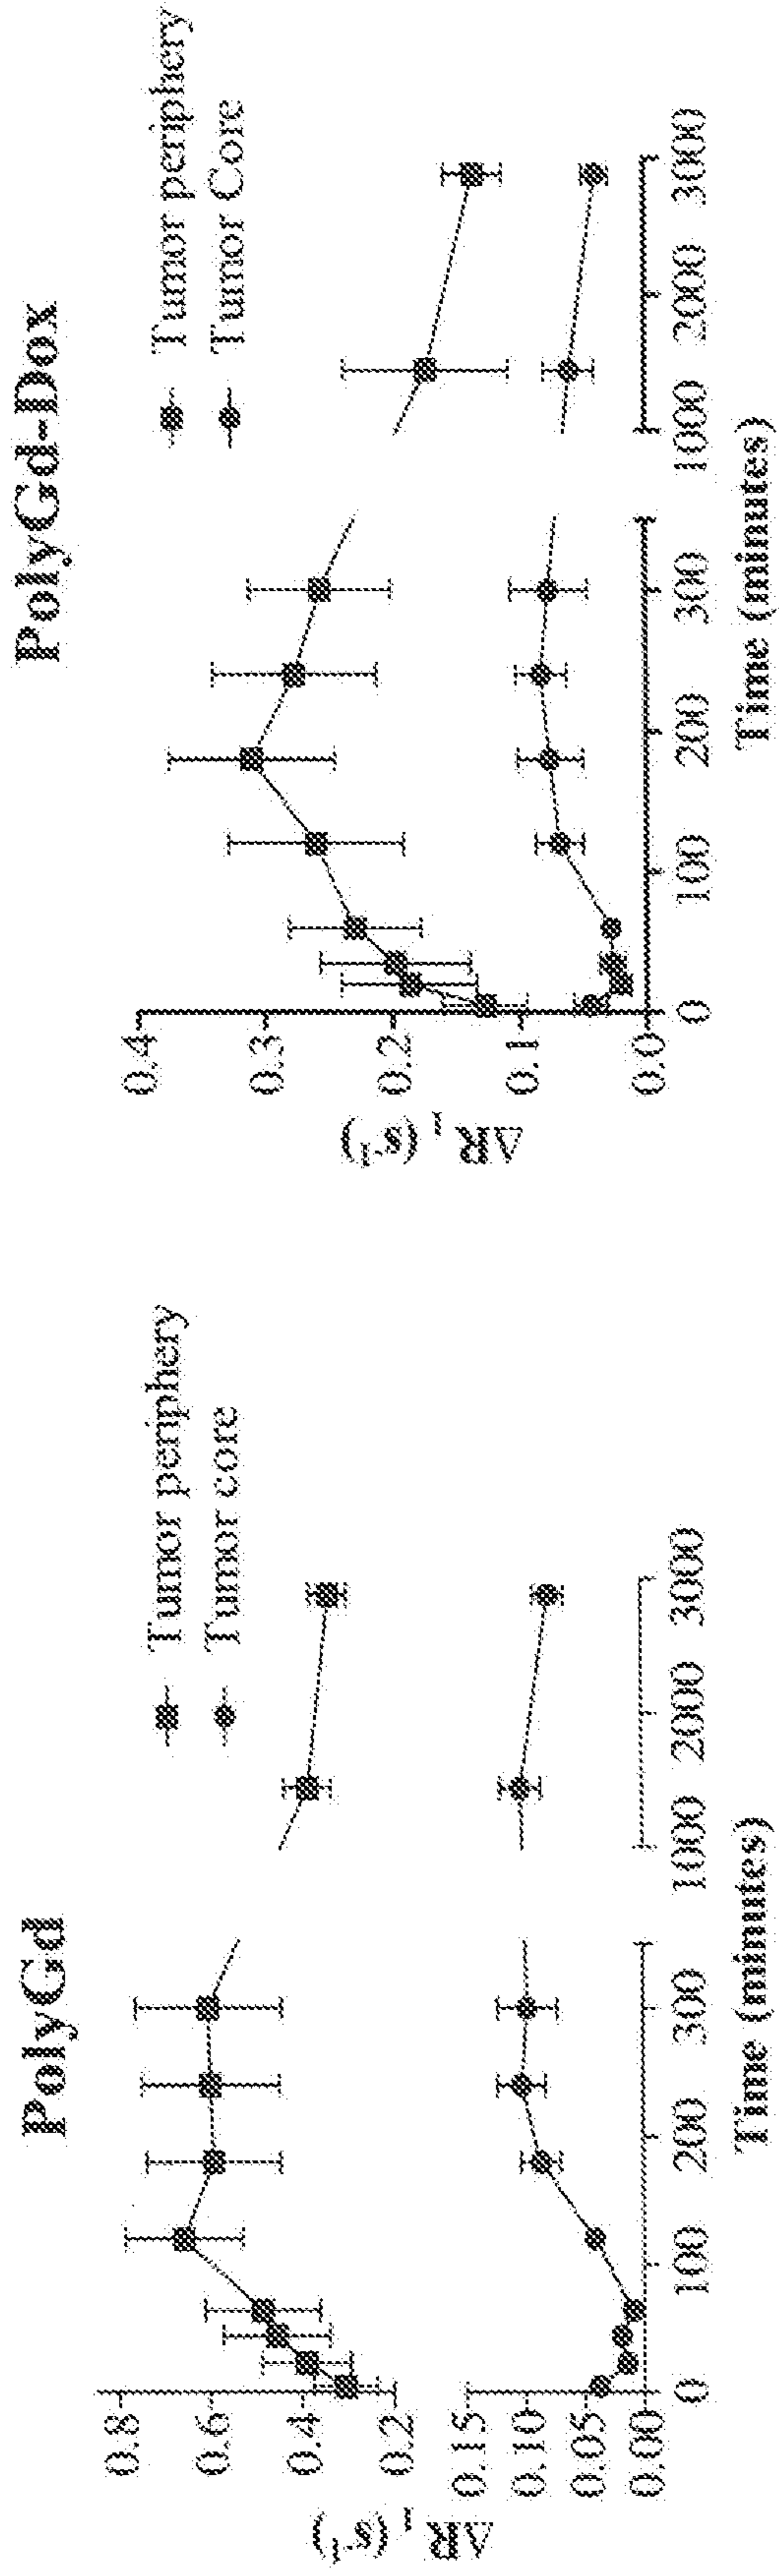 PolyGd
Tumor periphery
Tumor core
ΔR1 (s-1)
0.8
0.6
0.4
0.2
0.15
0.10
0.05
0.00
0 100 200 300 1000 2000 3000
Time (minutes)
PolyGd-Dox
Tumor periphery
Tumor Core
ΔR1 (s-1)
0.4
0.3
0.2
0.1
0.0
0 100 200 300 1000 2000 3000
Time (minutes)